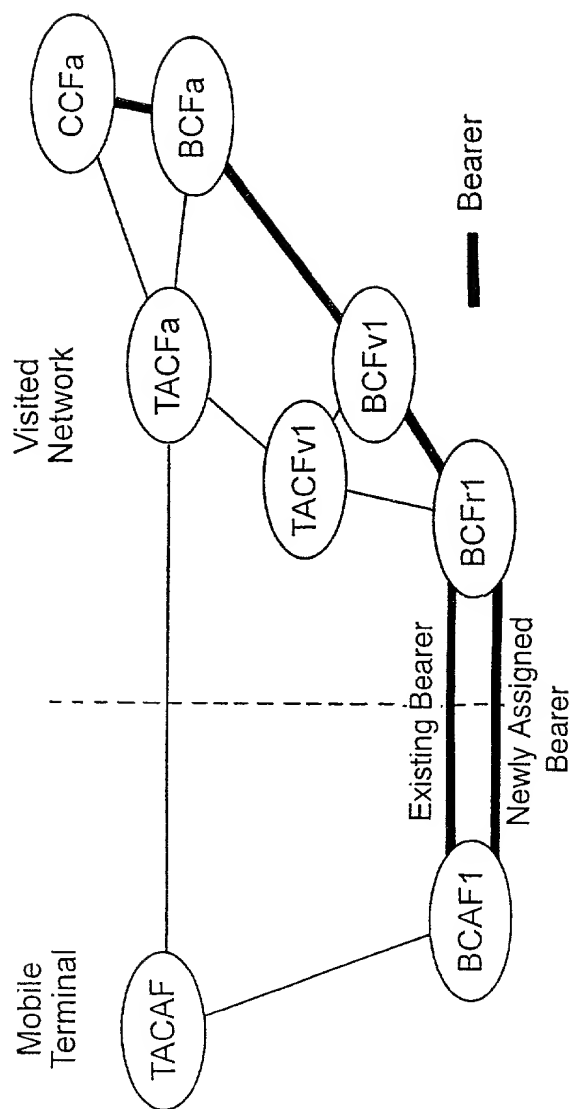 Mobile
Terminal
Visited
Network
TACAF
TACFa
CCFa
BCFa
TACFv1
BCFv1
BCFr1
BCAF1
Existing Bearer
Newly Assigned
Bearer
Bearer